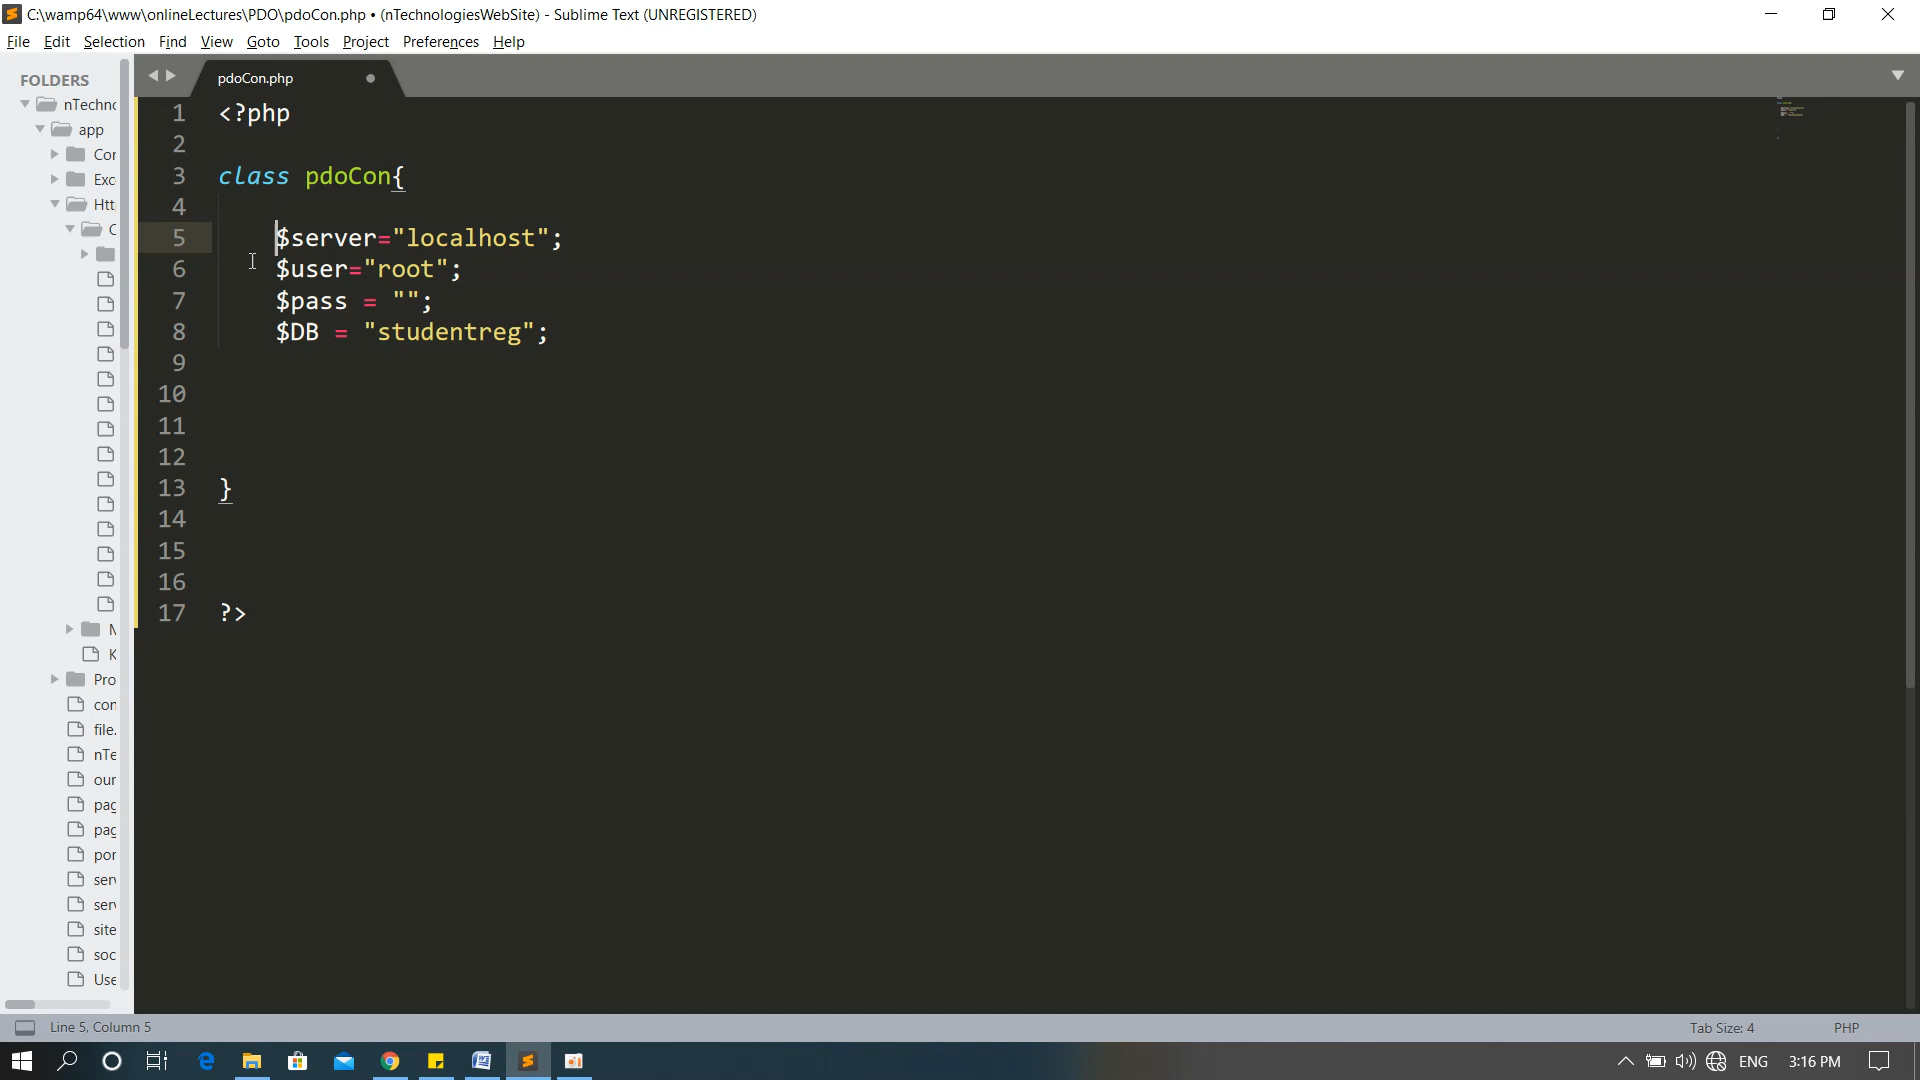 C:\wamp64\www\onlineLectures\PDO\pdoCon.php • (nTechnologiesWebSite) - Sublime Text (UNREGISTERED)
File Edit Selection Find View Goto Tools Project Preferences Help
FOLDERS
pdoCon.php
nTechnc
app
Cor
Exc
Htt
C
M
K
Pro
con
file.
nTe
our
pag
pag
por
serv
serv
site
soc
Use
1 <?php
2
3 class pdoCon{
4
5 $server="localhost";
6 $user="root";
7 $pass = "";
8 $DB = "studentreg";
9
10
11
12
13 }
14
15
16
17 ?>
Line 5, Column 5
Tab Size: 4
PHP
ENG
3:16 PM